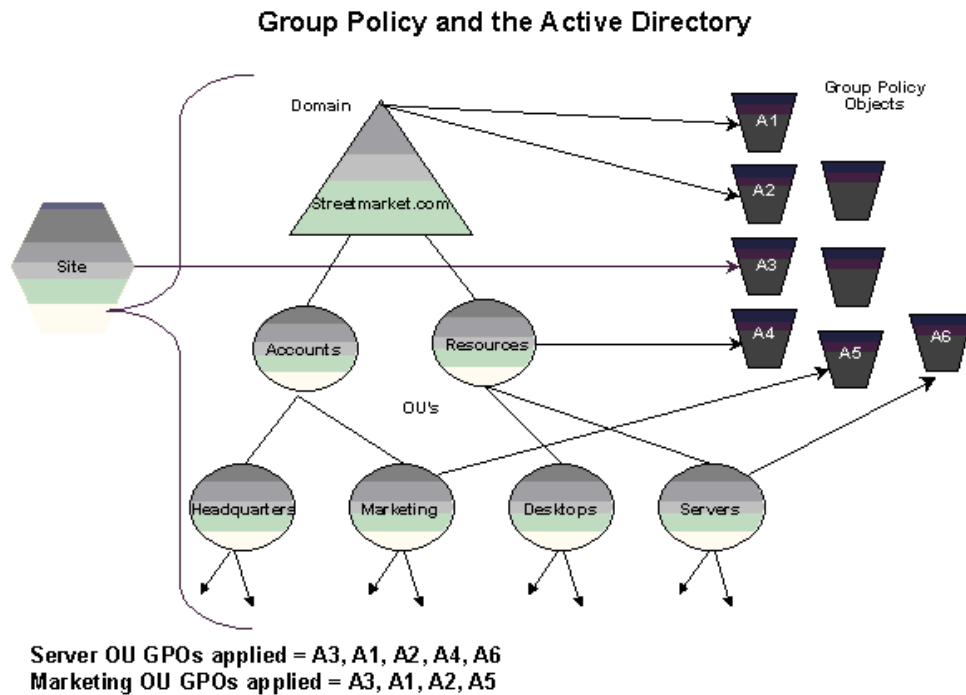 Group Policy and the Active Directory
Domain
Group Policy
Objects
A1
A2
Streetmarket.com
Site
A3
Accounts
Resources
A4
A5
A6
OU's
Headquarters
Marketing
Desktops
Servers
Server OU GPOs applied = A3, A1, A2, A4, A6
Marketing OU GPOs applied = A3, A1, A2, A5